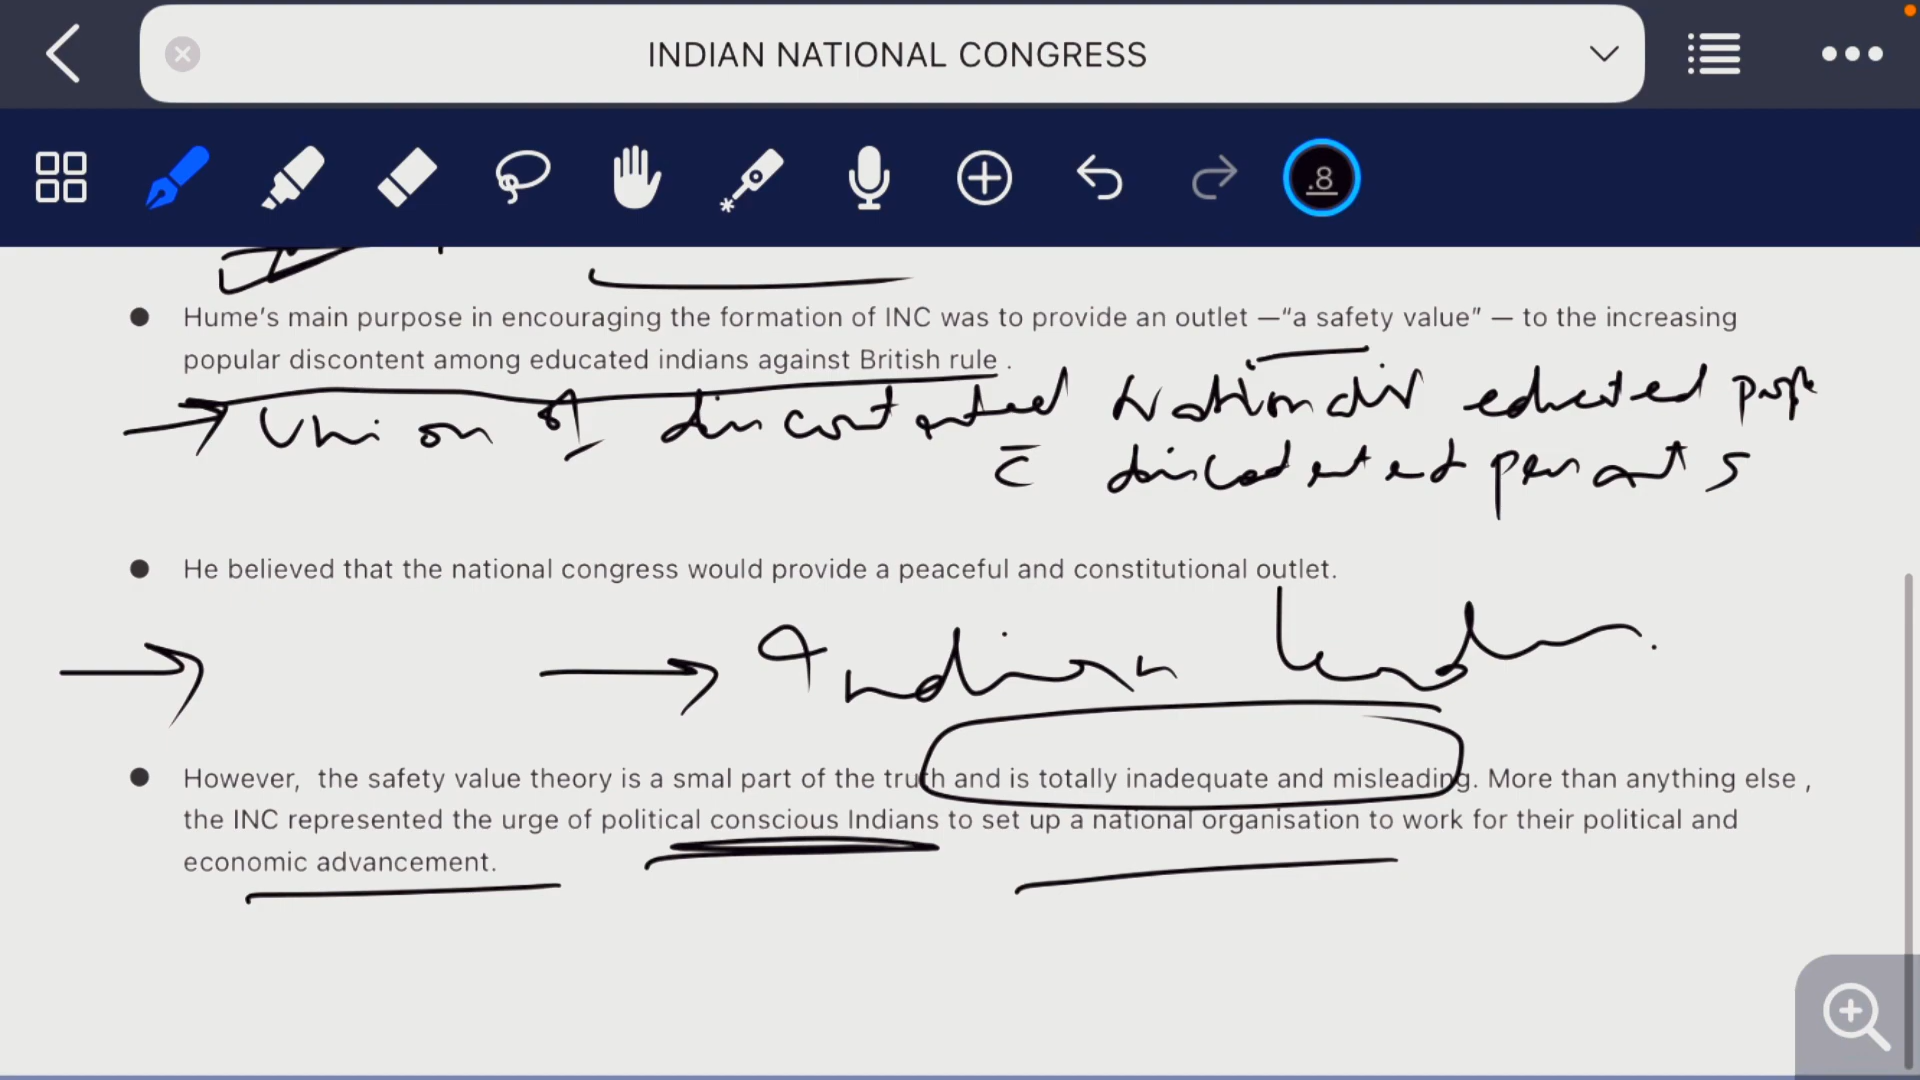 INDIAN NATIONAL CONGRESS
.8
● Hume's main purpose in encouraging the formation of INC was to provide an outlet —"a safety value" — to the increasing
popular discontent among educated indians against British rule .
→ Union of discontented Nationalist educated people
c̄ discontented peasants
● He believed that the national congress would provide a peaceful and constitutional outlet.
→ → Indian leaders.
● However, the safety value theory is a smal part of the truth and is totally inadequate and misleading. More than anything else ,
the INC represented the urge of political conscious Indians to set up a national organisation to work for their political and
economic advancement.